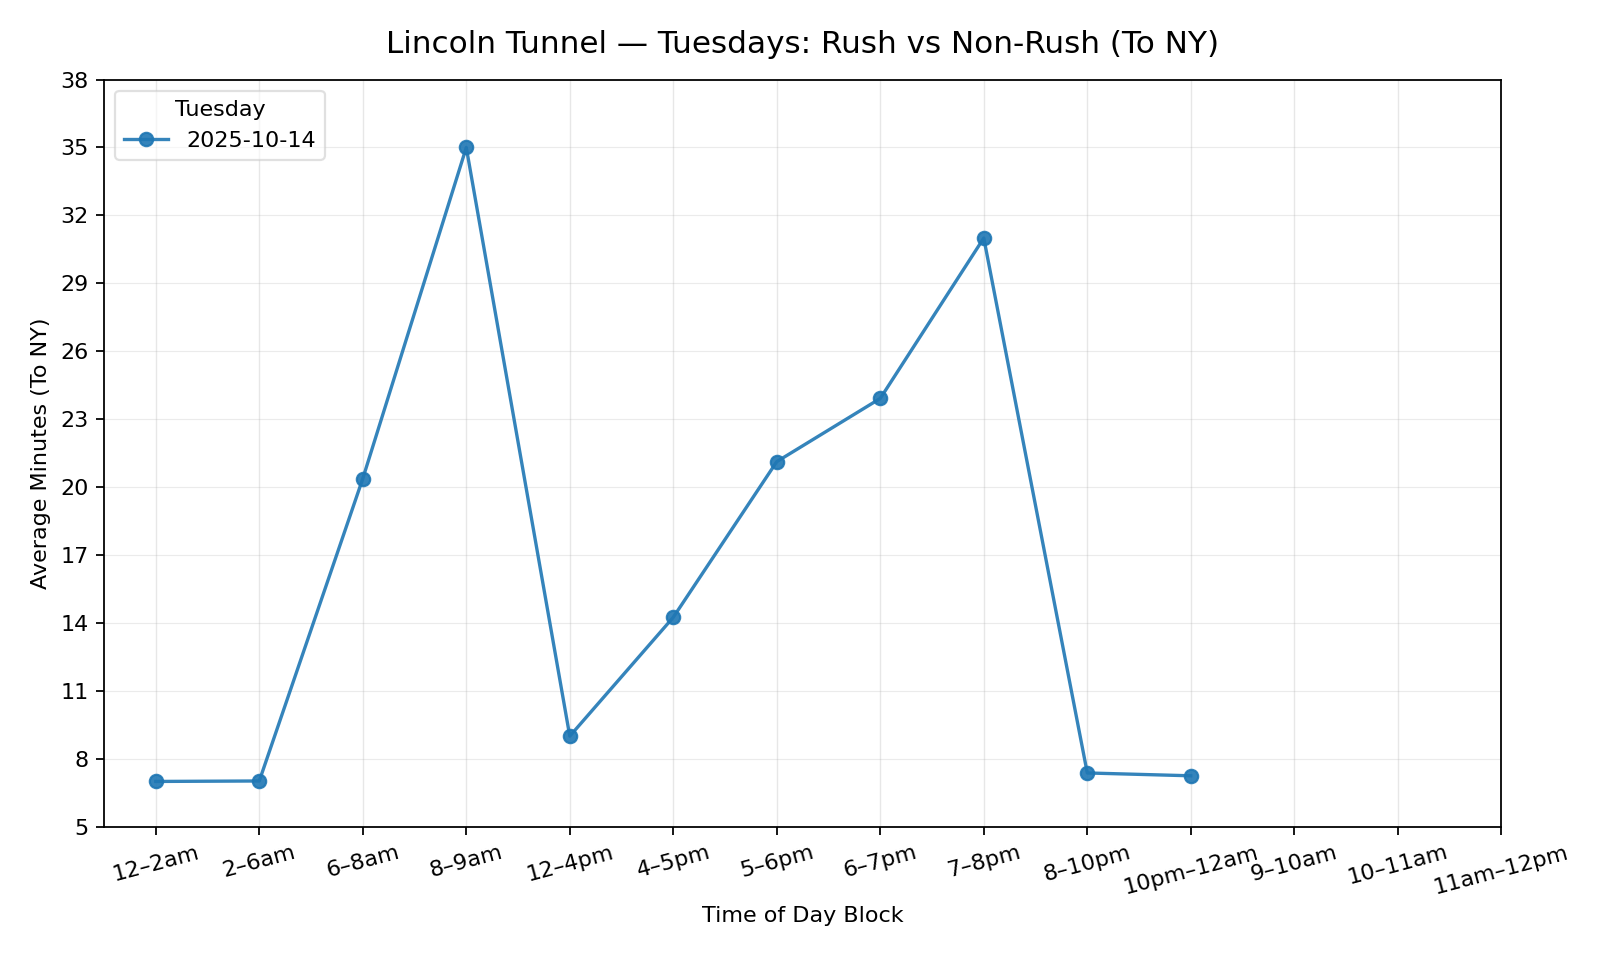 Lincoln Tunnel — Tuesdays: Rush vs Non-Rush (To NY)
Tuesday
2025-10-14
Average Minutes (To NY)
38
35
32
29
26
23
20
17
14
11
8
5
12–2am
2–6am
6–8am
8–9am
12–4pm
4–5pm
5–6pm
6–7pm
7–8pm
8–10pm
10pm–12am
9–10am
10–11am
11am–12pm
Time of Day Block